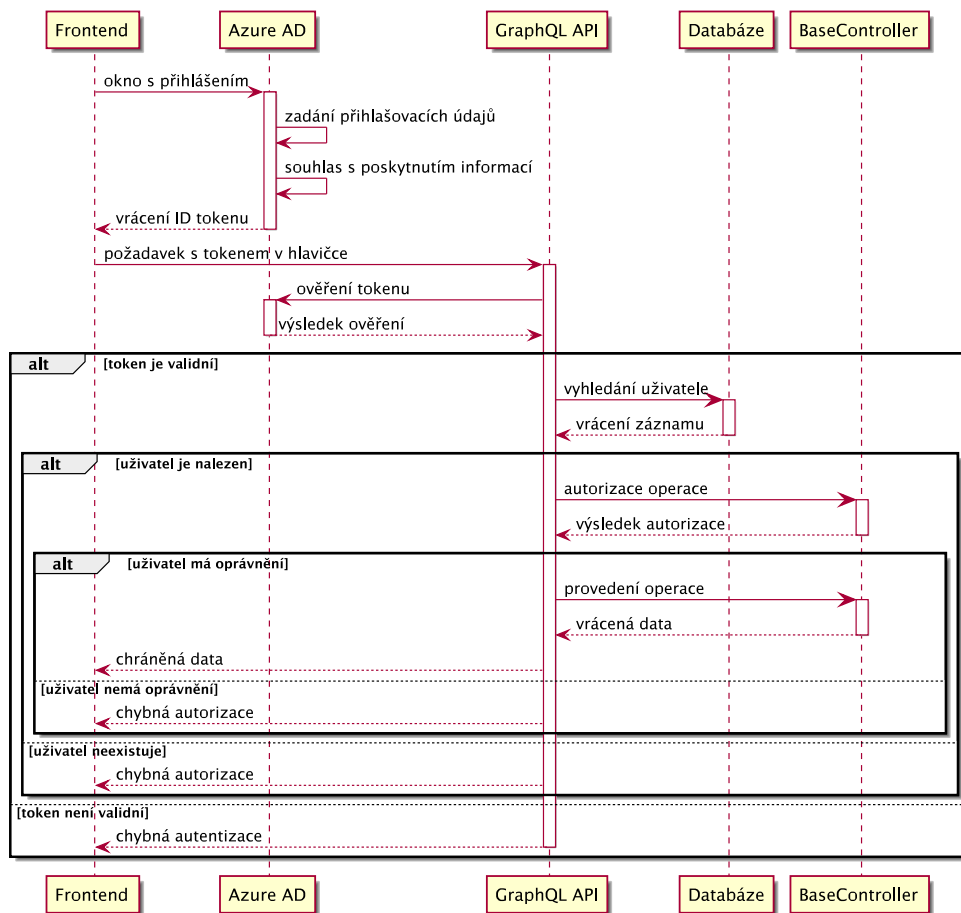 Frontend
Azure AD
GraphQL API
Databáze
BaseController
okno s přihlášením
zadání přihlašovacích údajů
souhlas s poskytnutím informací
vrácení ID tokenu
požadavek s tokenem v hlavičce
ověření tokenu
výsledek ověření
alt [token je validní]
vyhledání uživatele
vrácení záznamu
alt [uživatel je nalezen]
autorizace operace
výsledek autorizace
alt [uživatel má oprávnění]
provedení operace
vrácená data
chráněná data
[uživatel nemá oprávnění]
chybná autorizace
[uživatel neexistuje]
chybná autorizace
[token není validní]
chybná autentizace
Frontend
Azure AD
GraphQL API
Databáze
BaseController